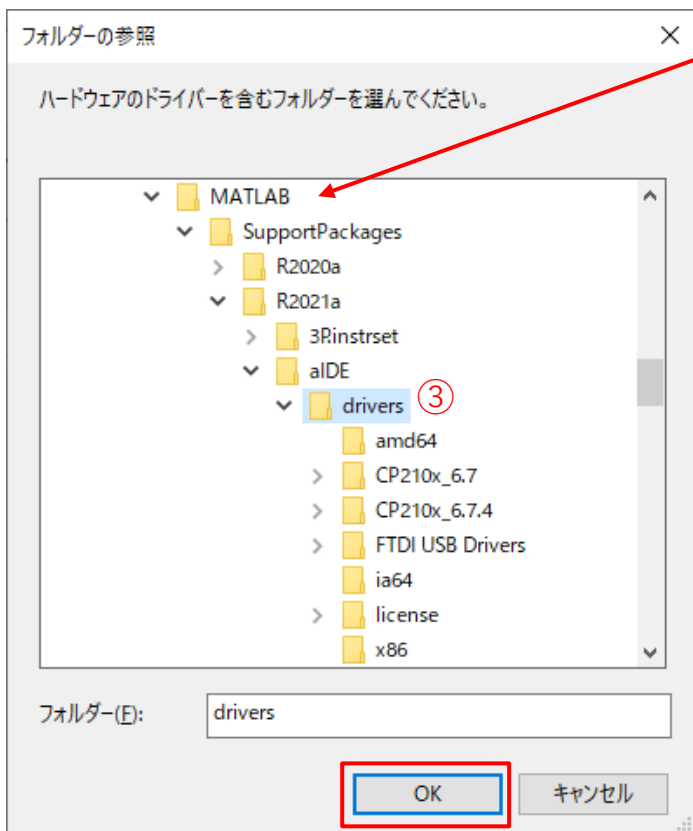 フォルダーの参照
ハードウェアのドライバーを含むフォルダーを選んでください。
MATLAB
SupportPackages
R2020a
R2021a
3P.instrset
aIDE
drivers ③
amd64
CP210x_6.7
CP210x_6.7.4
FTDI USB Drivers
ia64
license
x86
フォルダー(F): drivers
OK キャンセル